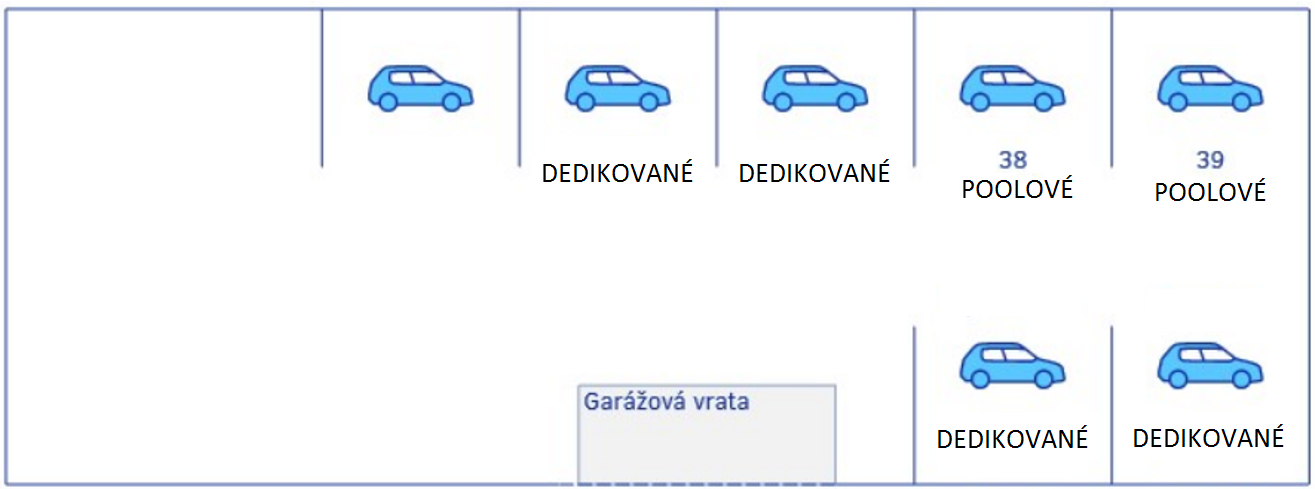 DEDIKOVANÉ
DEDIKOVANÉ
38
POOLOVÉ
39
POOLOVÉ
Garážová vrata
DEDIKOVANÉ
DEDIKOVANÉ